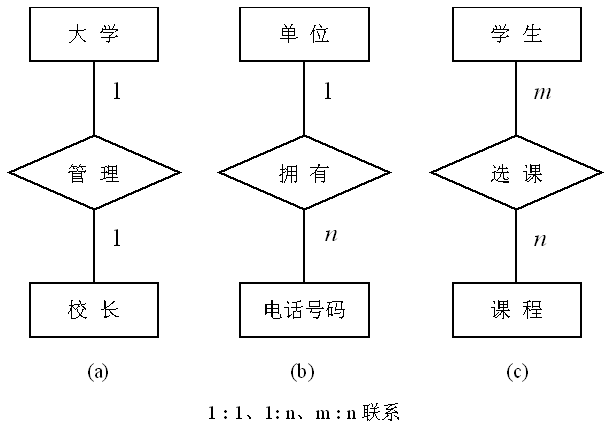 大学 单位 学生
1 1 m
管理 拥有 选课
1 n n
校长 电话号码 课程
(a) (b) (c)
1 : 1、1: n、m : n 联系